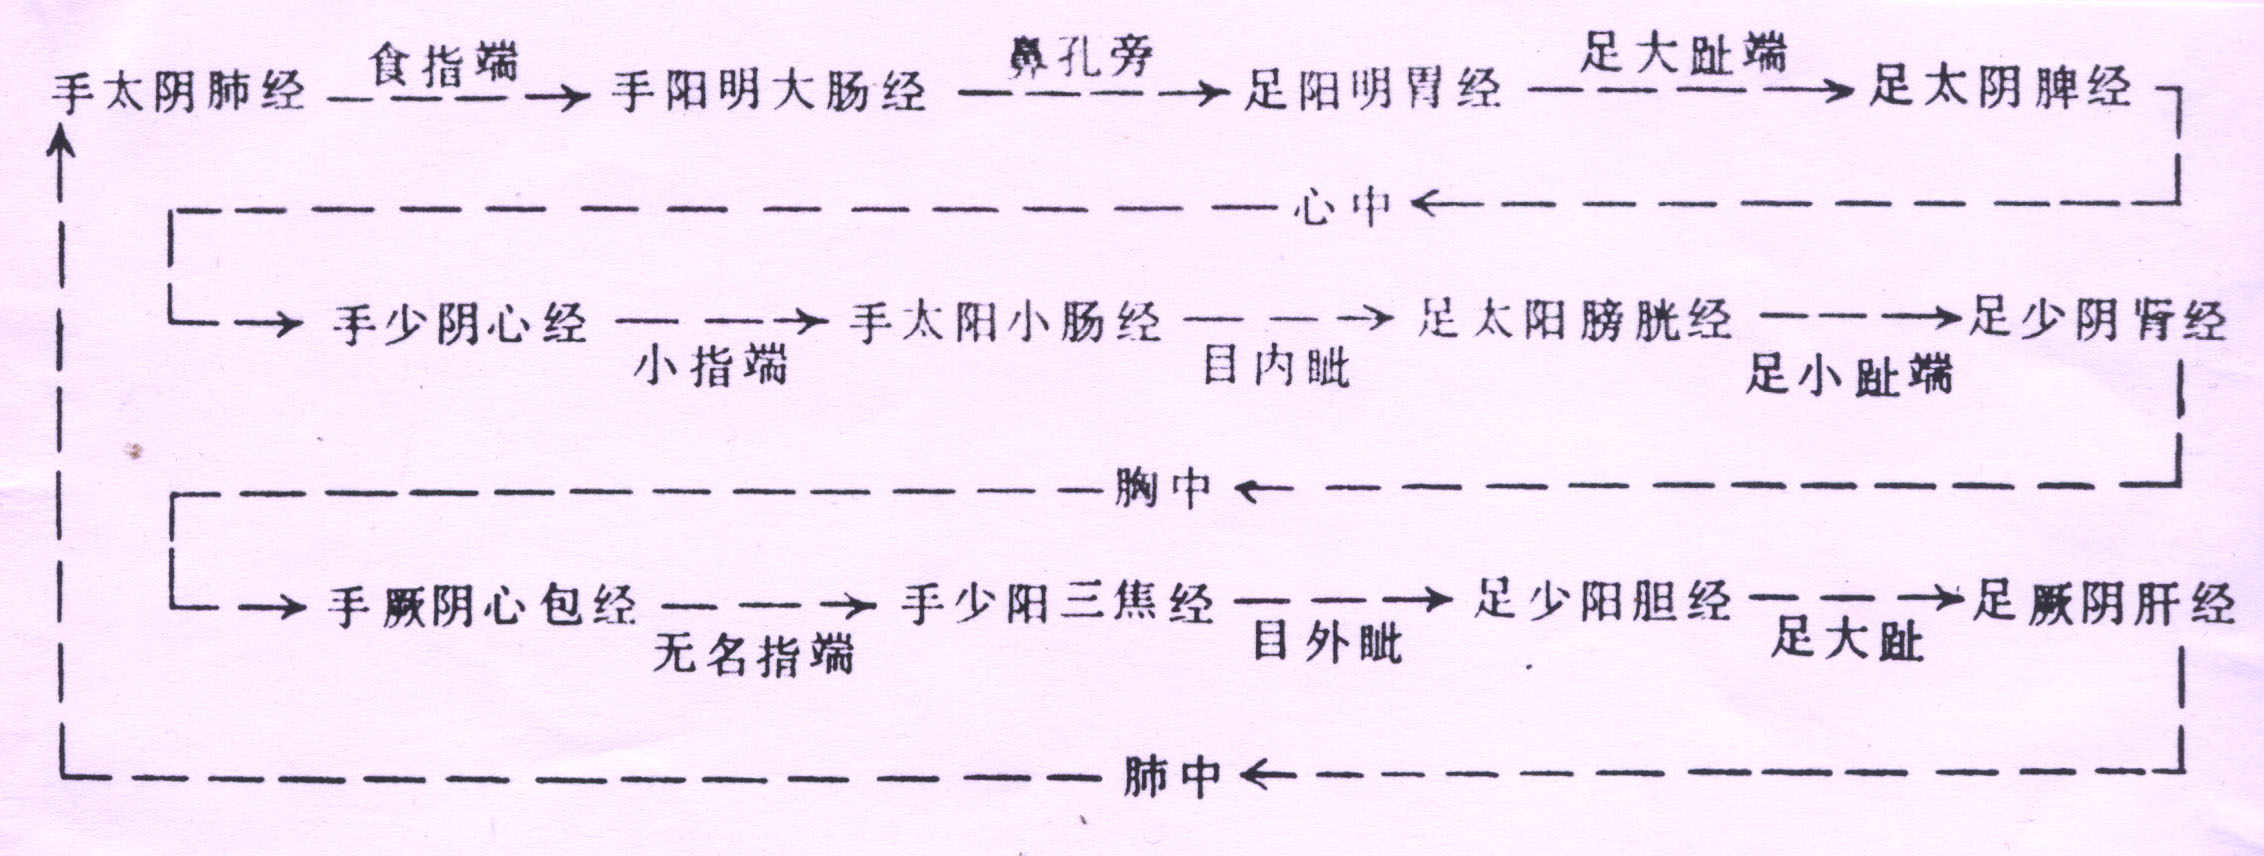 手太阴肺经 食指端 手阳明大肠经 鼻孔旁 足阳明胃经 足大趾端 足太阴脾经
心中
手少阴心经 小指端 手太阳小肠经 目内眦 足太阳膀胱经 足小趾端 足少阴肾经
胸中
手厥阴心包经 无名指端 手少阳三焦经 目外眦 足少阳胆经 足大趾 足厥阴肝经
肺中